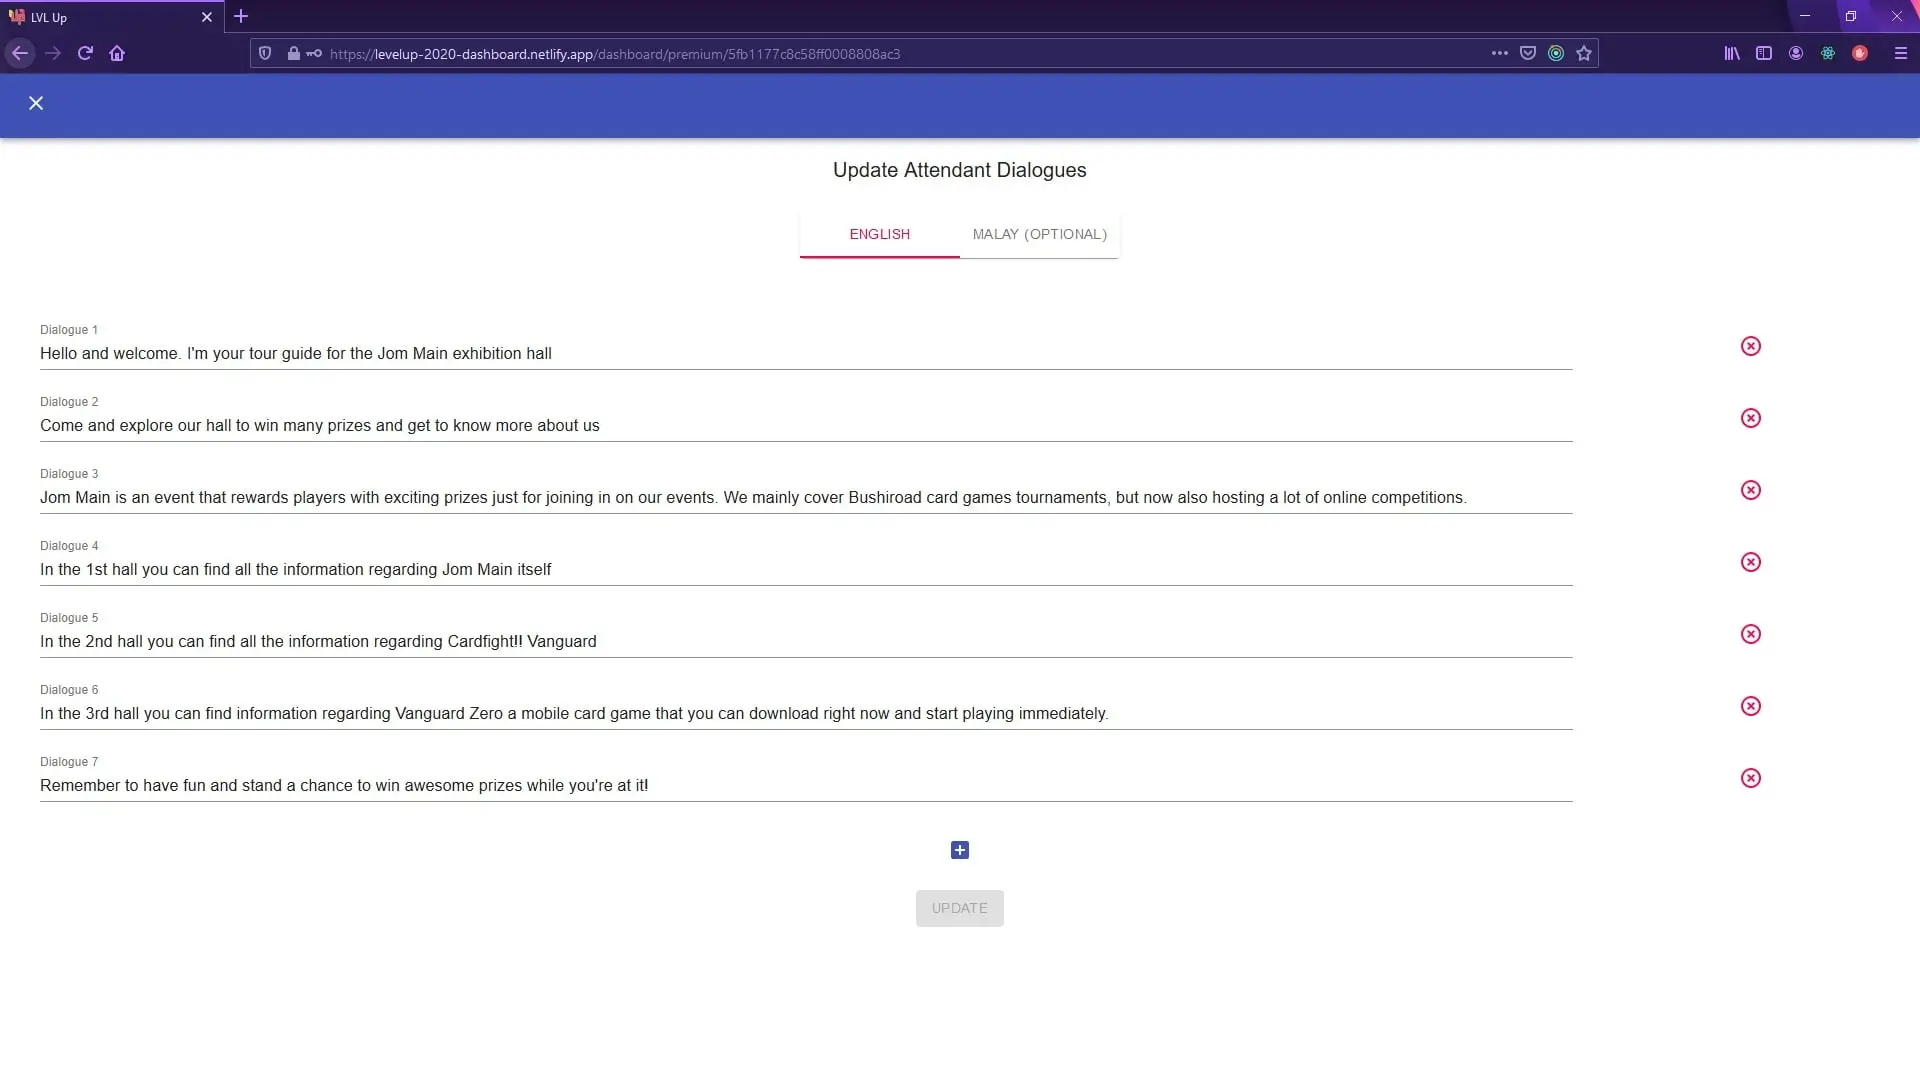 LVL Up
https://levelup-2020-dashboard.netlify.app/dashboard/premium/5fb1177c8c58ff0008808ac3
Update Attendant Dialogues
ENGLISH
MALAY (OPTIONAL)
Dialogue 1
Hello and welcome. I'm your tour guide for the Jom Main exhibition hall
Dialogue 2
Come and explore our hall to win many prizes and get to know more about us
Dialogue 3
Jom Main is an event that rewards players with exciting prizes just for joining in on our events. We mainly cover Bushiroad card games tournaments, but now also hosting a lot of online competitions.
Dialogue 4
In the 1st hall you can find all the information regarding Jom Main itself
Dialogue 5
In the 2nd hall you can find all the information regarding Cardfight!! Vanguard
Dialogue 6
In the 3rd hall you can find information regarding Vanguard Zero a mobile card game that you can download right now and start playing immediately.
Dialogue 7
Remember to have fun and stand a chance to win awesome prizes while you're at it!
UPDATE